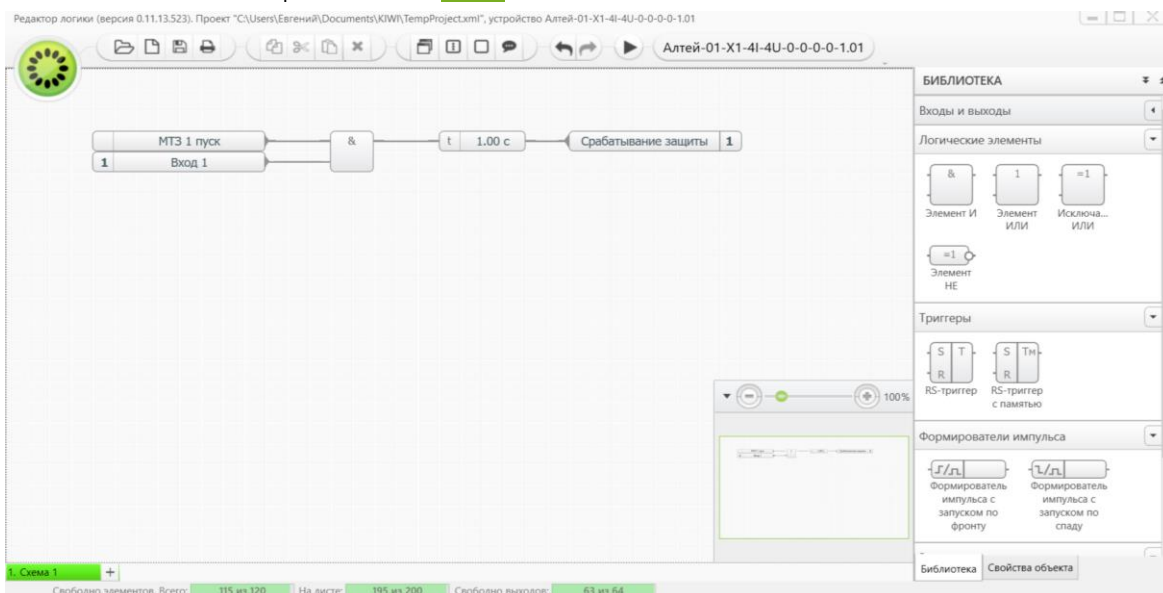 Редактор логики (версия 0.11.13.523). Проект "C:\Users\Евгений\Documents\KIWI\TempProject.xml", устройство Алтей-01-X1-4I-4U-0-0-0-0-1.01
Алтей-01-X1-4I-4U-0-0-0-0-1.01
МТЗ 1 пуск
1 Вход 1
&
t 1.00 с
Срабатывание защиты 1
БИБЛИОТЕКА
Входы и выходы
Логические элементы
& 1 =1
Элемент И Элемент ИЛИ Исключа... ИЛИ
=1
Элемент НЕ
Триггеры
S T R S Тм R
RS-триггер RS-триггер с памятью
Формирователи импульса
Формирователь импульса с запуском по фронту
Формирователь импульса с запуском по спаду
100%
Библиотека Свойства объекта
1. Схема 1 +
Свободно элементов. Всего: 115 из 120 На листе: 195 из 200 Свободно выходов: 63 из 64